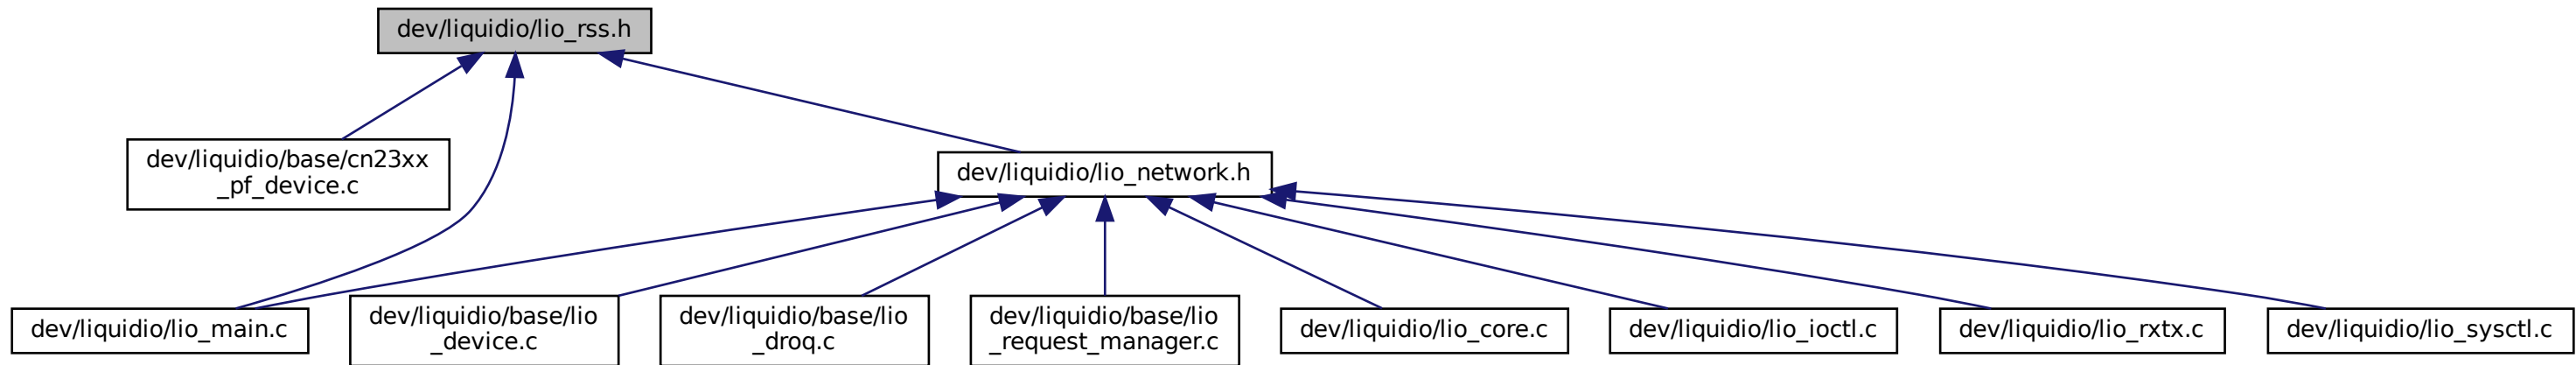 dev/liquidio/lio_rss.h
dev/liquidio/base/cn23xx
_pf_device.c
dev/liquidio/lio_network.h
dev/liquidio/lio_main.c
dev/liquidio/base/lio
_device.c
dev/liquidio/base/lio
_droq.c
dev/liquidio/base/lio
_request_manager.c
dev/liquidio/lio_core.c
dev/liquidio/lio_ioctl.c
dev/liquidio/lio_rxtx.c
dev/liquidio/lio_sysctl.c